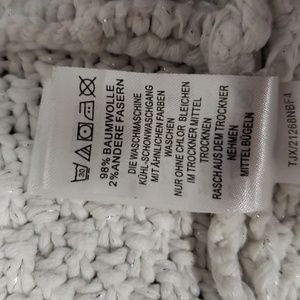 30
98% BAUMWOLLE
2% ANDERE FASERN
DIE WASCHMASCHINE
KÜHL-SCHONWASCHGANG
MIT ÄHNLICHEN FARBEN
WASCHEN
NUR OHNE CHLOR BLEICHEN
IM TROCKNER MITTEL
TROCKNEN
RASCH AUS DEM TROCKNER
NEHMEN
MITTEL BÜGELN
TJX/21268NBF4